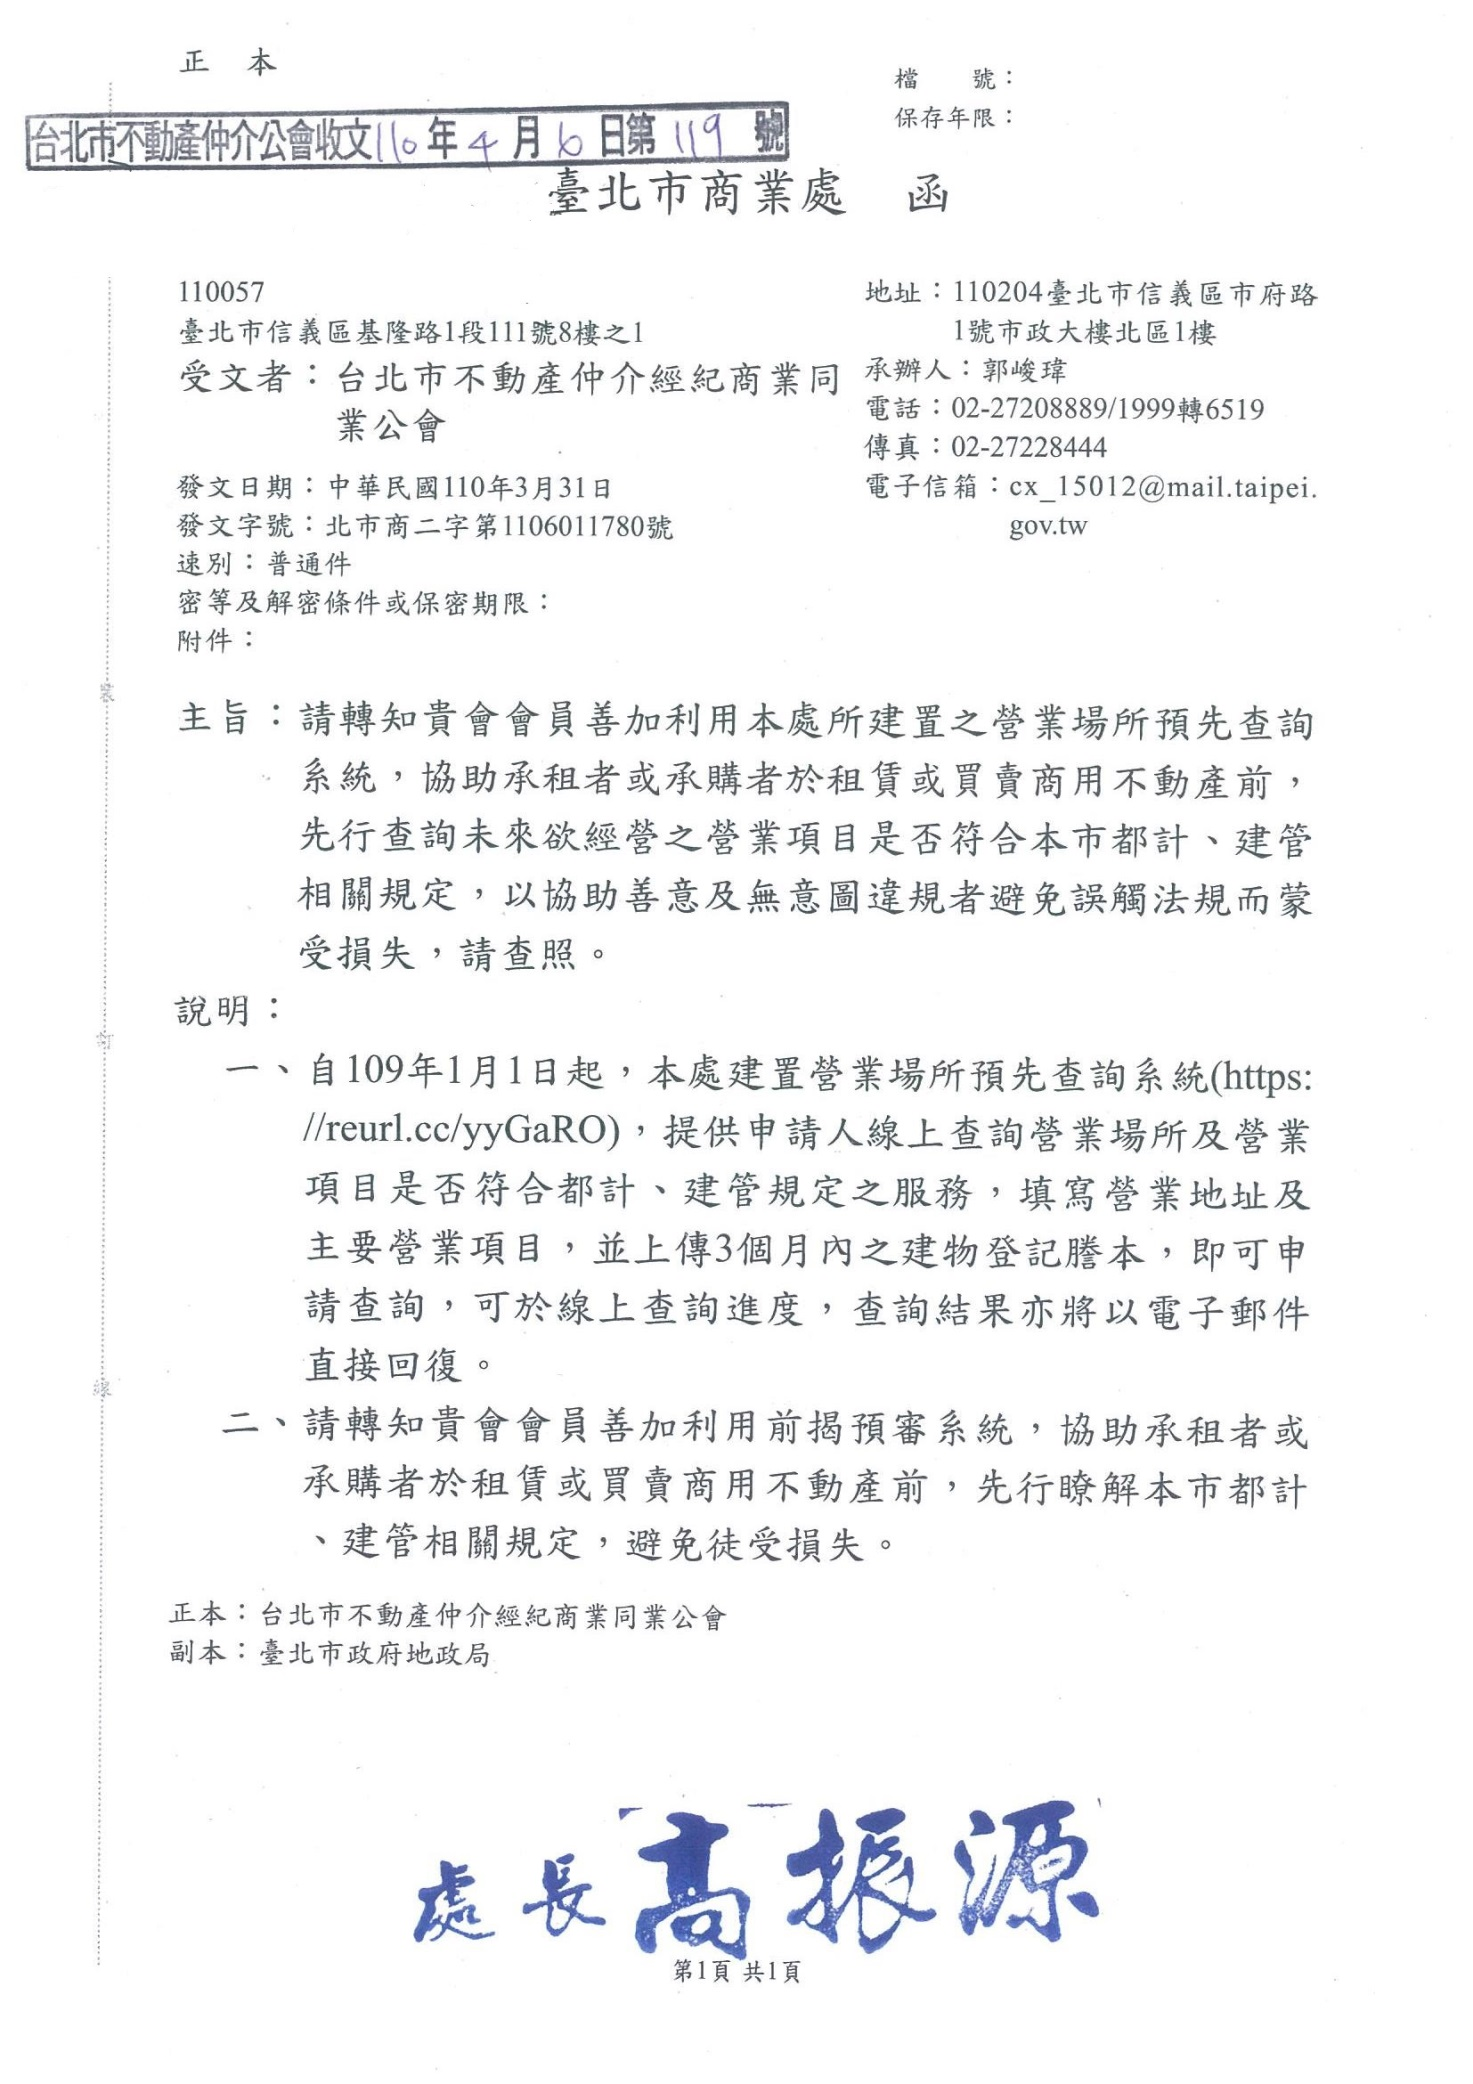 正　本
檔　　號：
保存年限：
台北市不動產仲介公會收文110年4月6日第119號
臺北市商業處　函
110057
臺北市信義區基隆路1段111號8樓之1
受文者：台北市不動產仲介經紀商業同
業公會
地址：110204臺北市信義區市府路
1號市政大樓北區1樓
承辦人：郭峻瑋
電話：02-27208889/1999轉6519
傳真：02-27228444
電子信箱：cx_15012@mail.taipei.
gov.tw
發文日期：中華民國110年3月31日
發文字號：北市商二字第1106011780號
速別：普通件
密等及解密條件或保密期限：
附件：
主旨：請轉知貴會會員善加利用本處所建置之營業場所預先查詢
系統，協助承租者或承購者於租賃或買賣商用不動產前，
先行查詢未來欲經營之營業項目是否符合本市都計、建管
相關規定，以協助善意及無意圖違規者避免誤觸法規而蒙
受損失，請查照。
說明：
一、自109年1月1日起，本處建置營業場所預先查詢系統(https:
//reurl.cc/yyGaRO)，提供申請人線上查詢營業場所及營業
項目是否符合都計、建管規定之服務，填寫營業地址及
主要營業項目，並上傳3個月內之建物登記謄本，即可申
請查詢，可於線上查詢進度，查詢結果亦將以電子郵件
直接回復。
二、請轉知貴會會員善加利用前揭預審系統，協助承租者或
承購者於租賃或買賣商用不動產前，先行瞭解本市都計
、建管相關規定，避免徒受損失。
正本：台北市不動產仲介經紀商業同業公會
副本：臺北市政府地政局
裝
訂
線
處長高振源
第1頁 共1頁